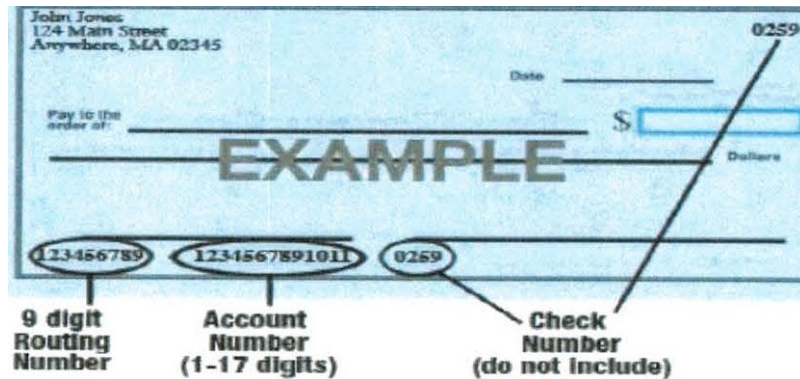 John Jones
124 Main Street
Anywhere, MA 02345
0259
Date
Pay to the
order of:
$
EXAMPLE
Dollars
123456789
1234567891011
0259
9 digit
Routing
Number
Account
Number
(1-17 digits)
Check
Number
(do not include)